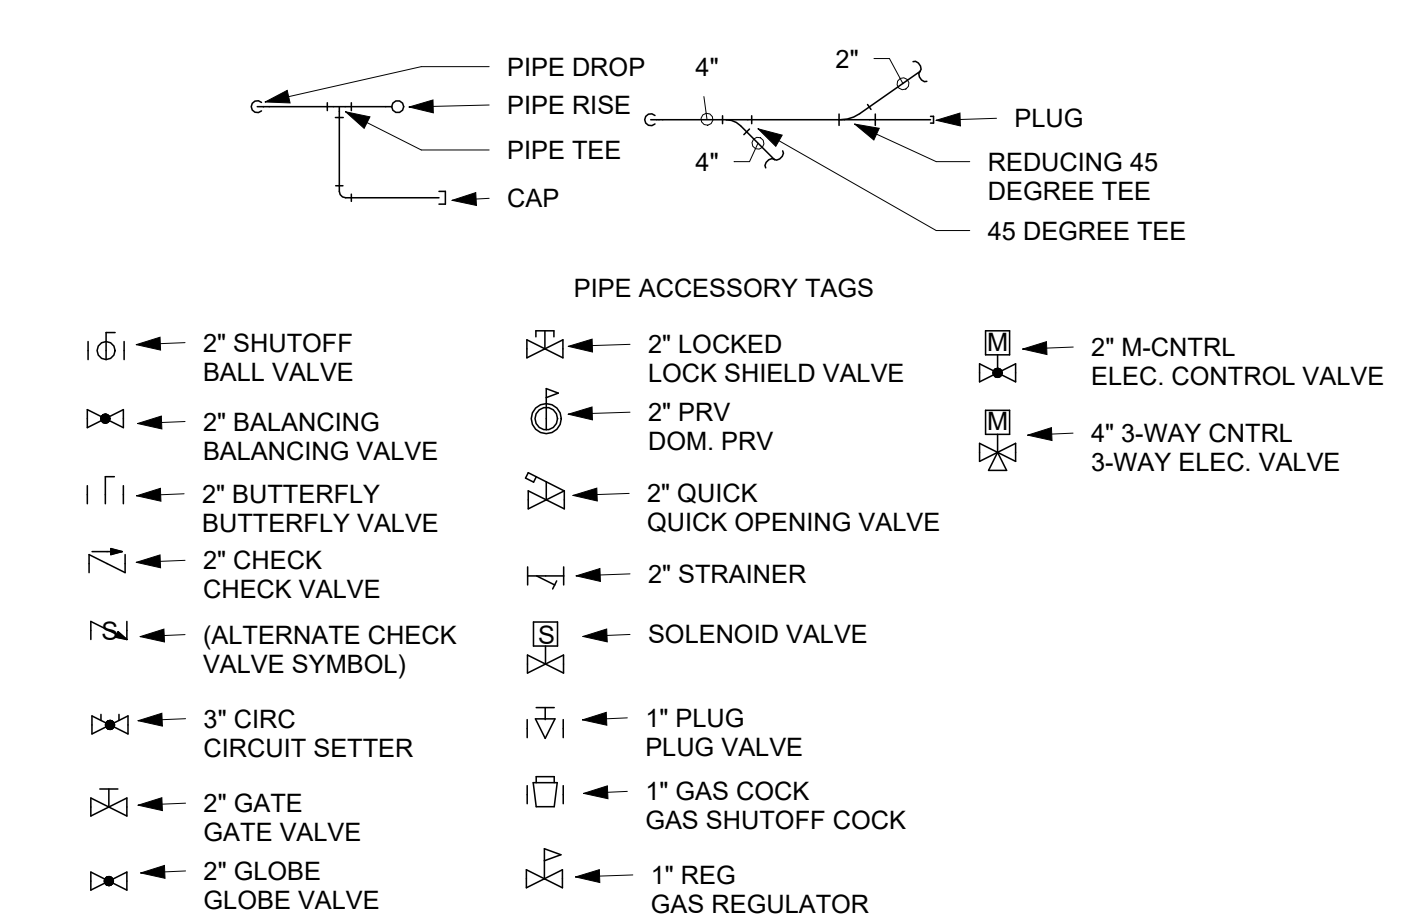 PIPE DROP
PIPE RISE
PIPE TEE
CAP
4"
2"
4"
PLUG
REDUCING 45
DEGREE TEE
45 DEGREE TEE
PIPE ACCESSORY TAGS
2" SHUTOFF
BALL VALVE
2" BALANCING
BALANCING VALVE
2" BUTTERFLY
BUTTERFLY VALVE
2" CHECK
CHECK VALVE
S
(ALTERNATE CHECK
VALVE SYMBOL)
3" CIRC
CIRCUIT SETTER
2" GATE
GATE VALVE
2" GLOBE
GLOBE VALVE
2" LOCKED
LOCK SHIELD VALVE
2" PRV
DOM. PRV
2" QUICK
QUICK OPENING VALVE
2" STRAINER
S
SOLENOID VALVE
1" PLUG
PLUG VALVE
1" GAS COCK
GAS SHUTOFF COCK
1" REG
GAS REGULATOR
M
2" M-CNTRL
ELEC. CONTROL VALVE
M
4" 3-WAY CNTRL
3-WAY ELEC. VALVE